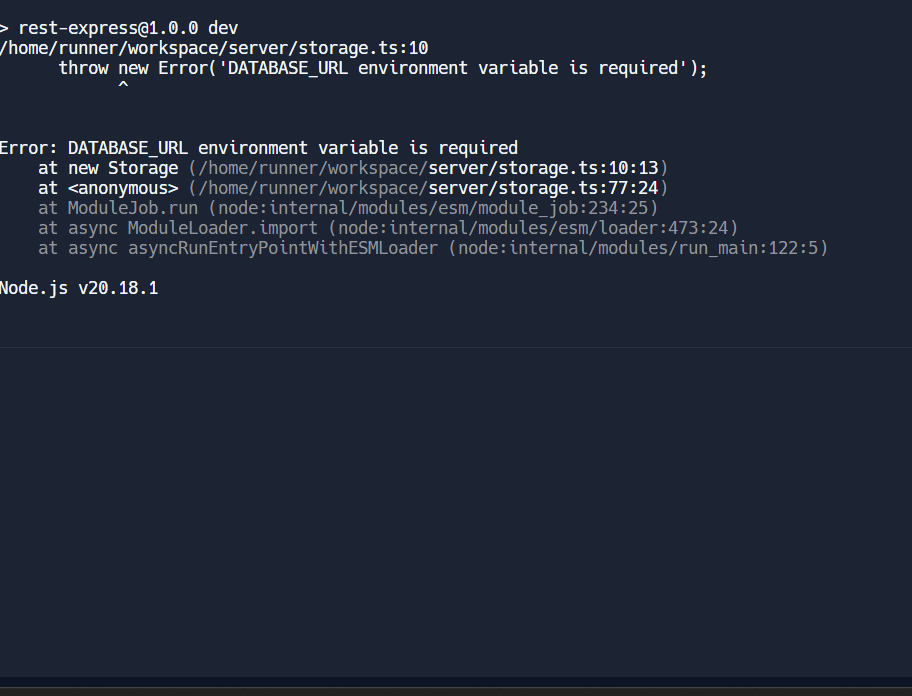 > rest-express@1.0.0 dev
/home/runner/workspace/server/storage.ts:10
      throw new Error('DATABASE_URL environment variable is required');
            ^
Error: DATABASE_URL environment variable is required
    at new Storage (/home/runner/workspace/server/storage.ts:10:13)
    at <anonymous> (/home/runner/workspace/server/storage.ts:77:24)
    at ModuleJob.run (node:internal/modules/esm/module_job:234:25)
    at async ModuleLoader.import (node:internal/modules/esm/loader:473:24)
    at async asyncRunEntryPointWithESMLoader (node:internal/modules/run_main:122:5)
Node.js v20.18.1